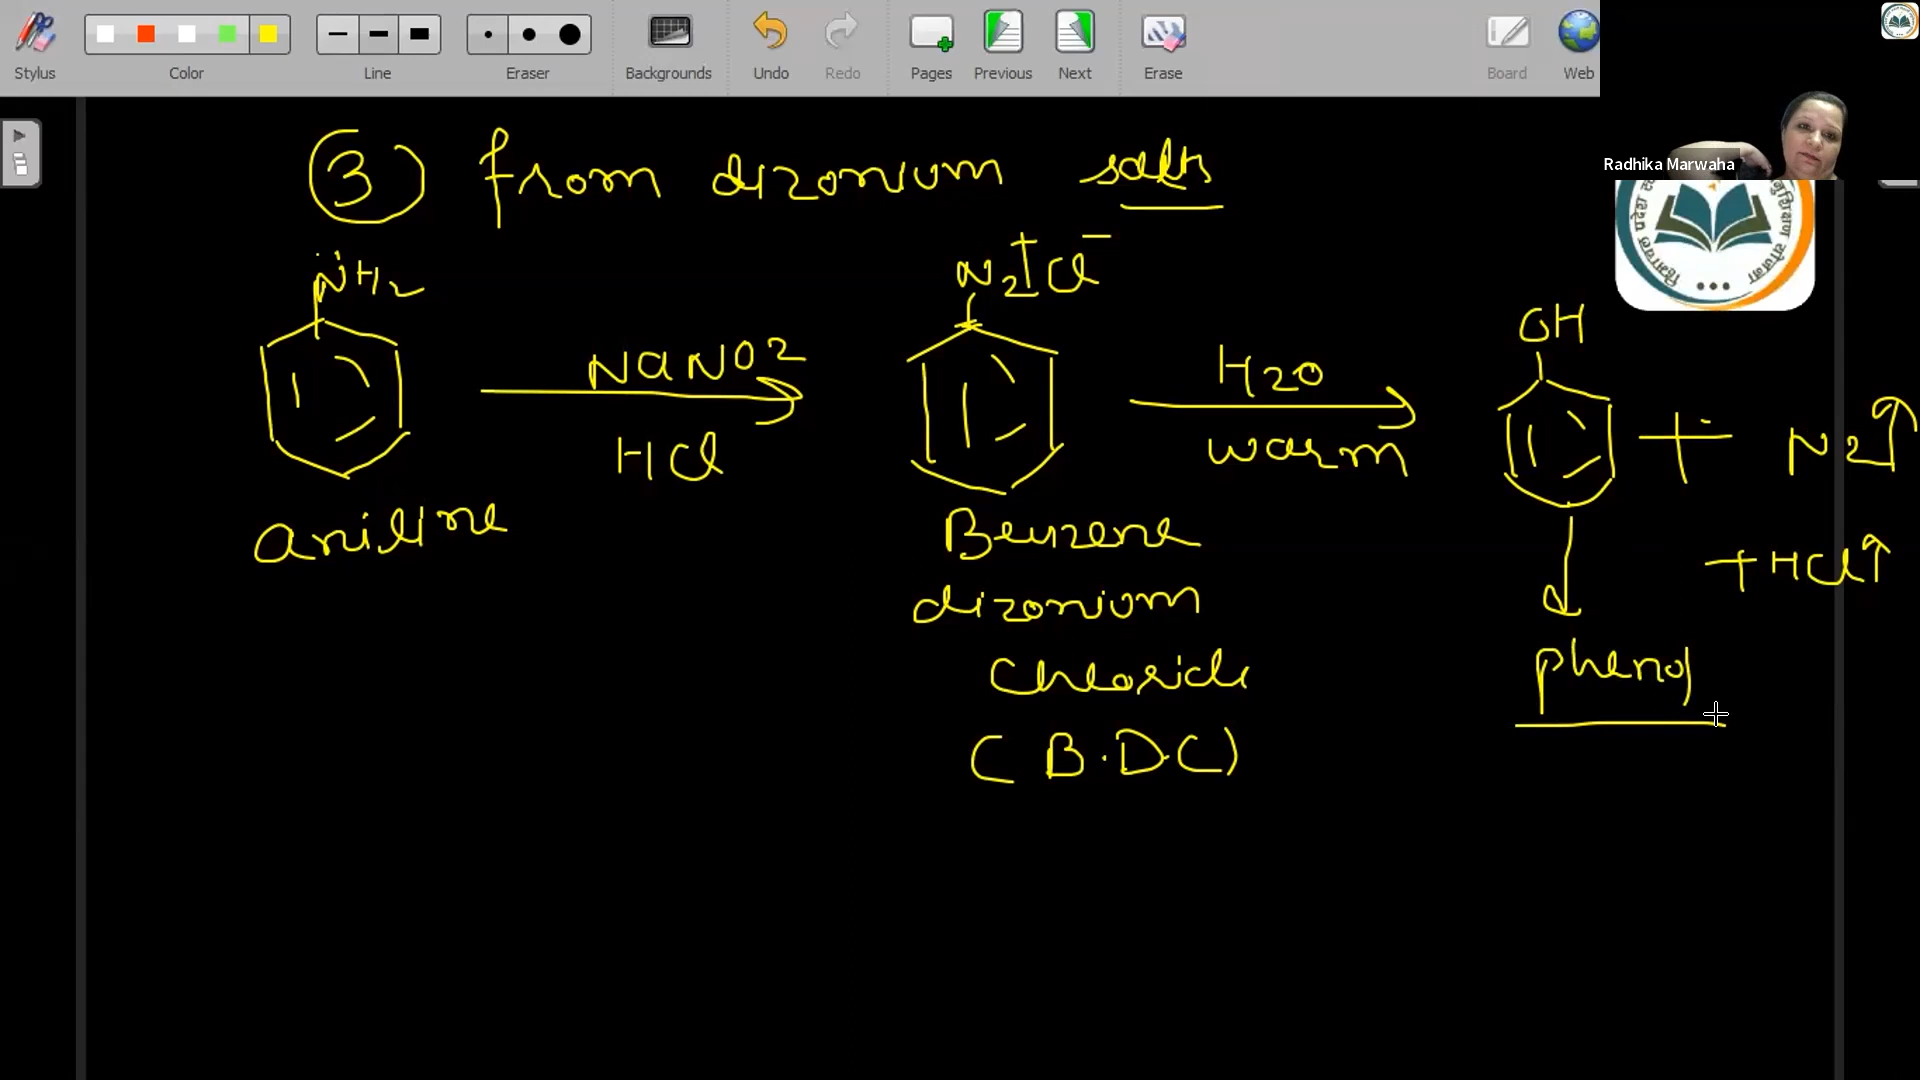 Stylus
Color
Line
Eraser
Backgrounds
Undo
Redo
Pages
Previous
Next
Erase
Board
Web
Radhika Marwaha
③ from dizonium salts
NH2
N2+Cl-
OH
NaNO2
HCl
H2O
warm
+ N2↑
+HCl↑
aniline
Benzene
dizonium
Chloride
(B.D.C)
phenol